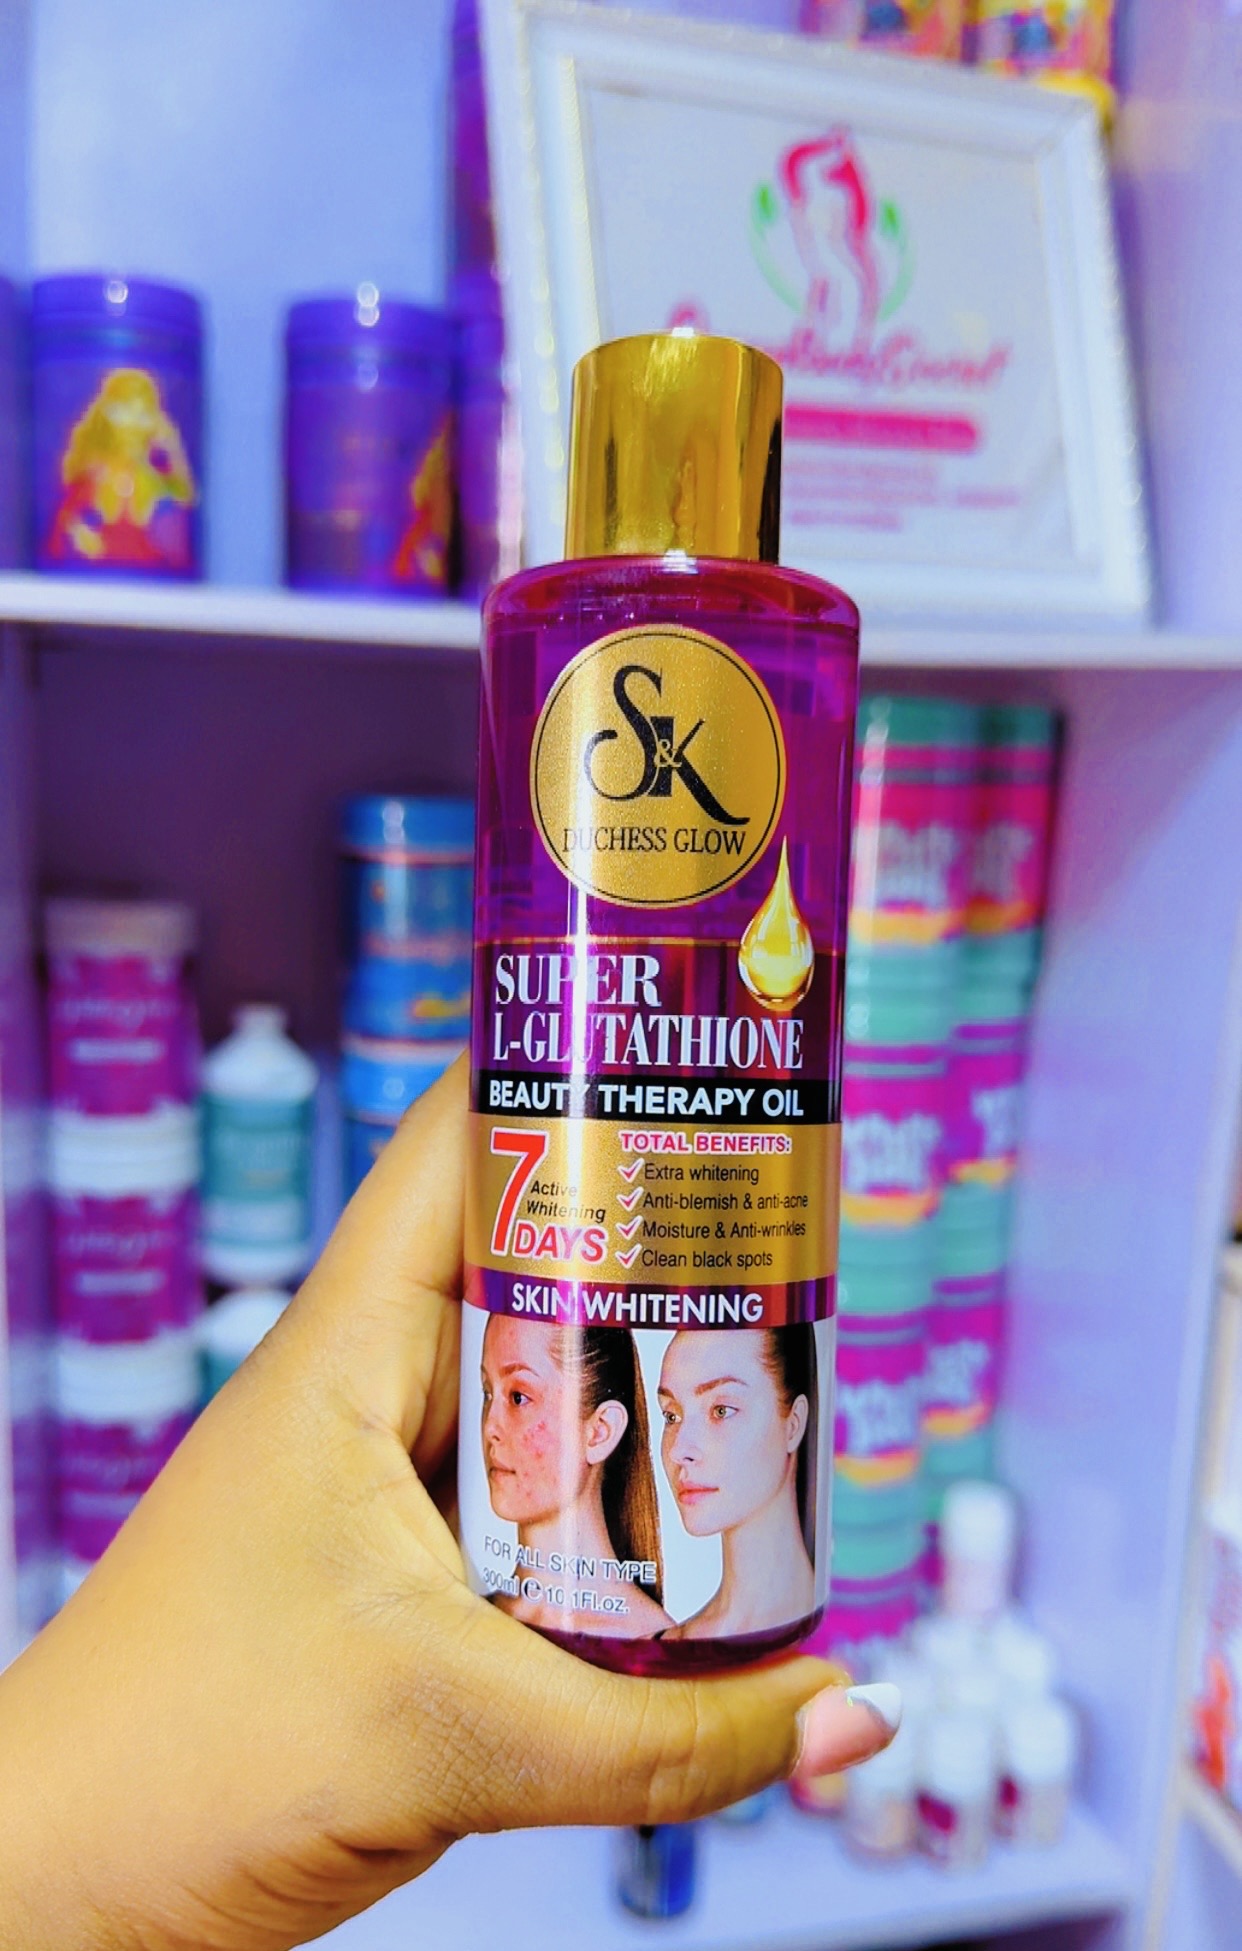 S&K
DUCHESS GLOW
SUPER
L-GLUTATHIONE
BEAUTY THERAPY OIL
7
Active
Whitening
DAYS
TOTAL BENEFITS:
Extra whitening
Anti-blemish & anti-acne
Moisture & Anti-wrinkles
Clean black spots
SKIN WHITENING
FOR ALL SKIN TYPE
300ml ℮ 10.1Fl.oz.